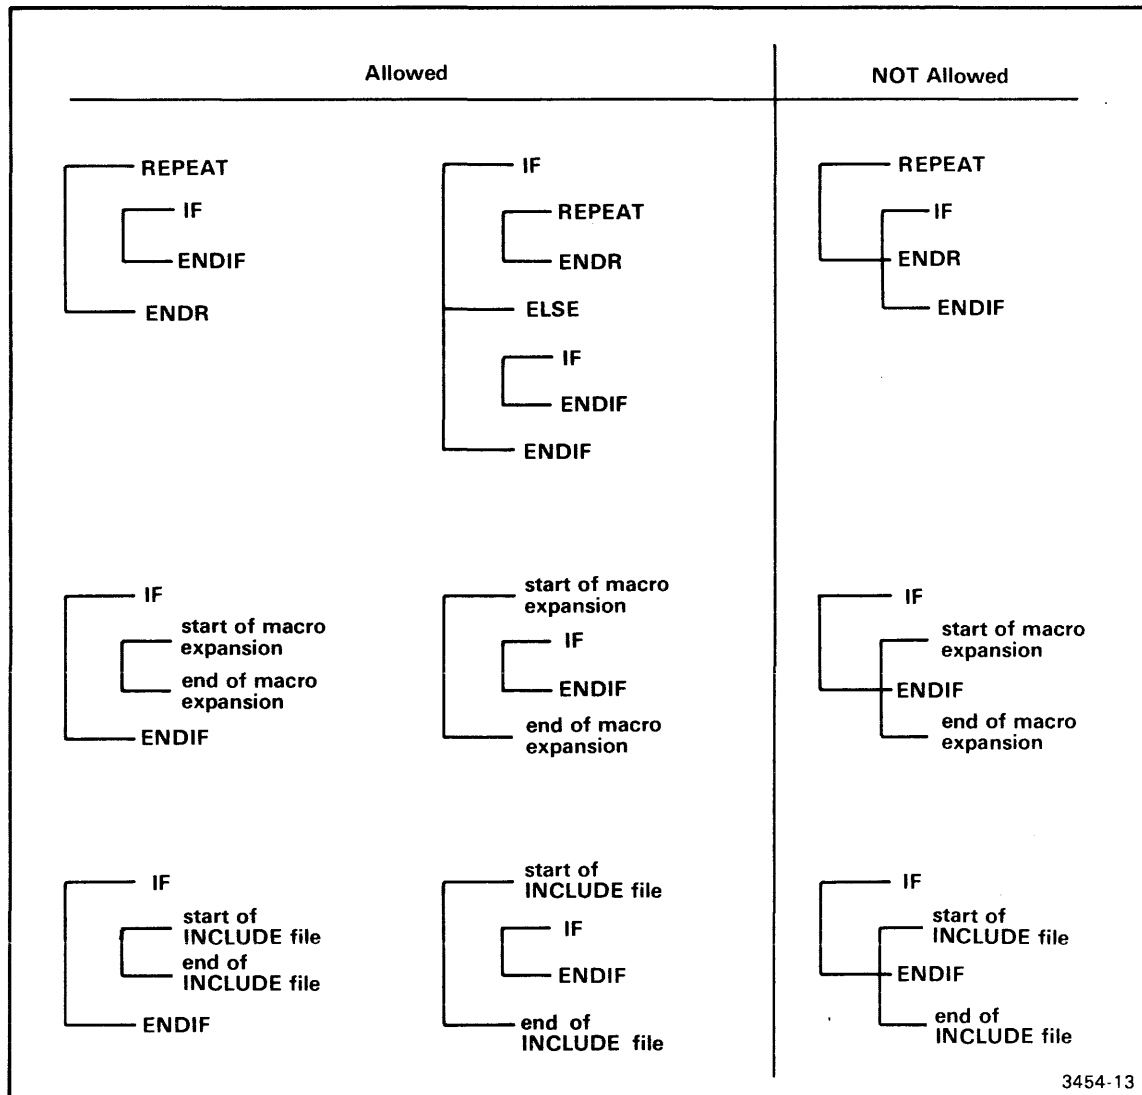 Allowed
NOT Allowed
REPEAT
IF
ENDIF
ENDR
IF
REPEAT
ENDR
ELSE
IF
ENDIF
ENDIF
REPEAT
IF
ENDR
ENDIF
IF
start of macro
expansion
end of macro
expansion
ENDIF
start of macro
expansion
IF
ENDIF
end of macro
expansion
IF
start of macro
expansion
ENDIF
end of macro
expansion
IF
start of
INCLUDE file
end of
INCLUDE file
ENDIF
start of
INCLUDE file
IF
ENDIF
end of
INCLUDE file
IF
start of
INCLUDE file
ENDIF
end of
INCLUDE file
3454-13